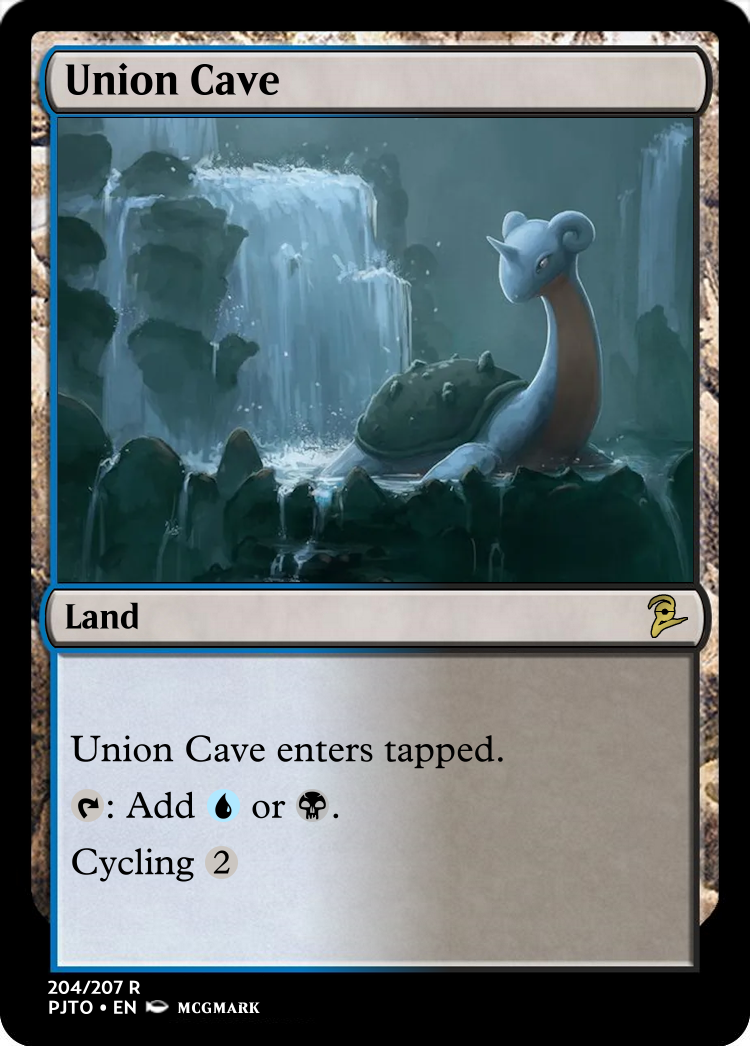 Union Cave
Land
Union Cave enters tapped.
: Add or .
Cycling 2
204/207 R
PJTO • EN MCGMARK